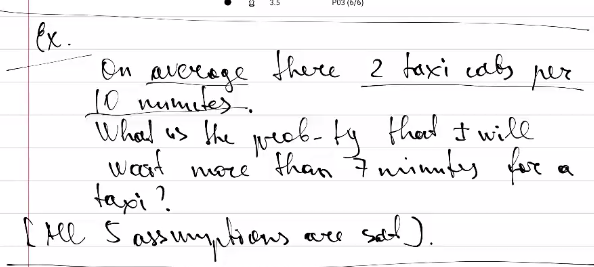 3.5 P03 (6/6)
Ex.
On average there 2 taxi cabs per
10 minutes.
What is the prob-ty that I will
wait more than 7 minutes for a
taxi?
[All 5 assumptions are sat].